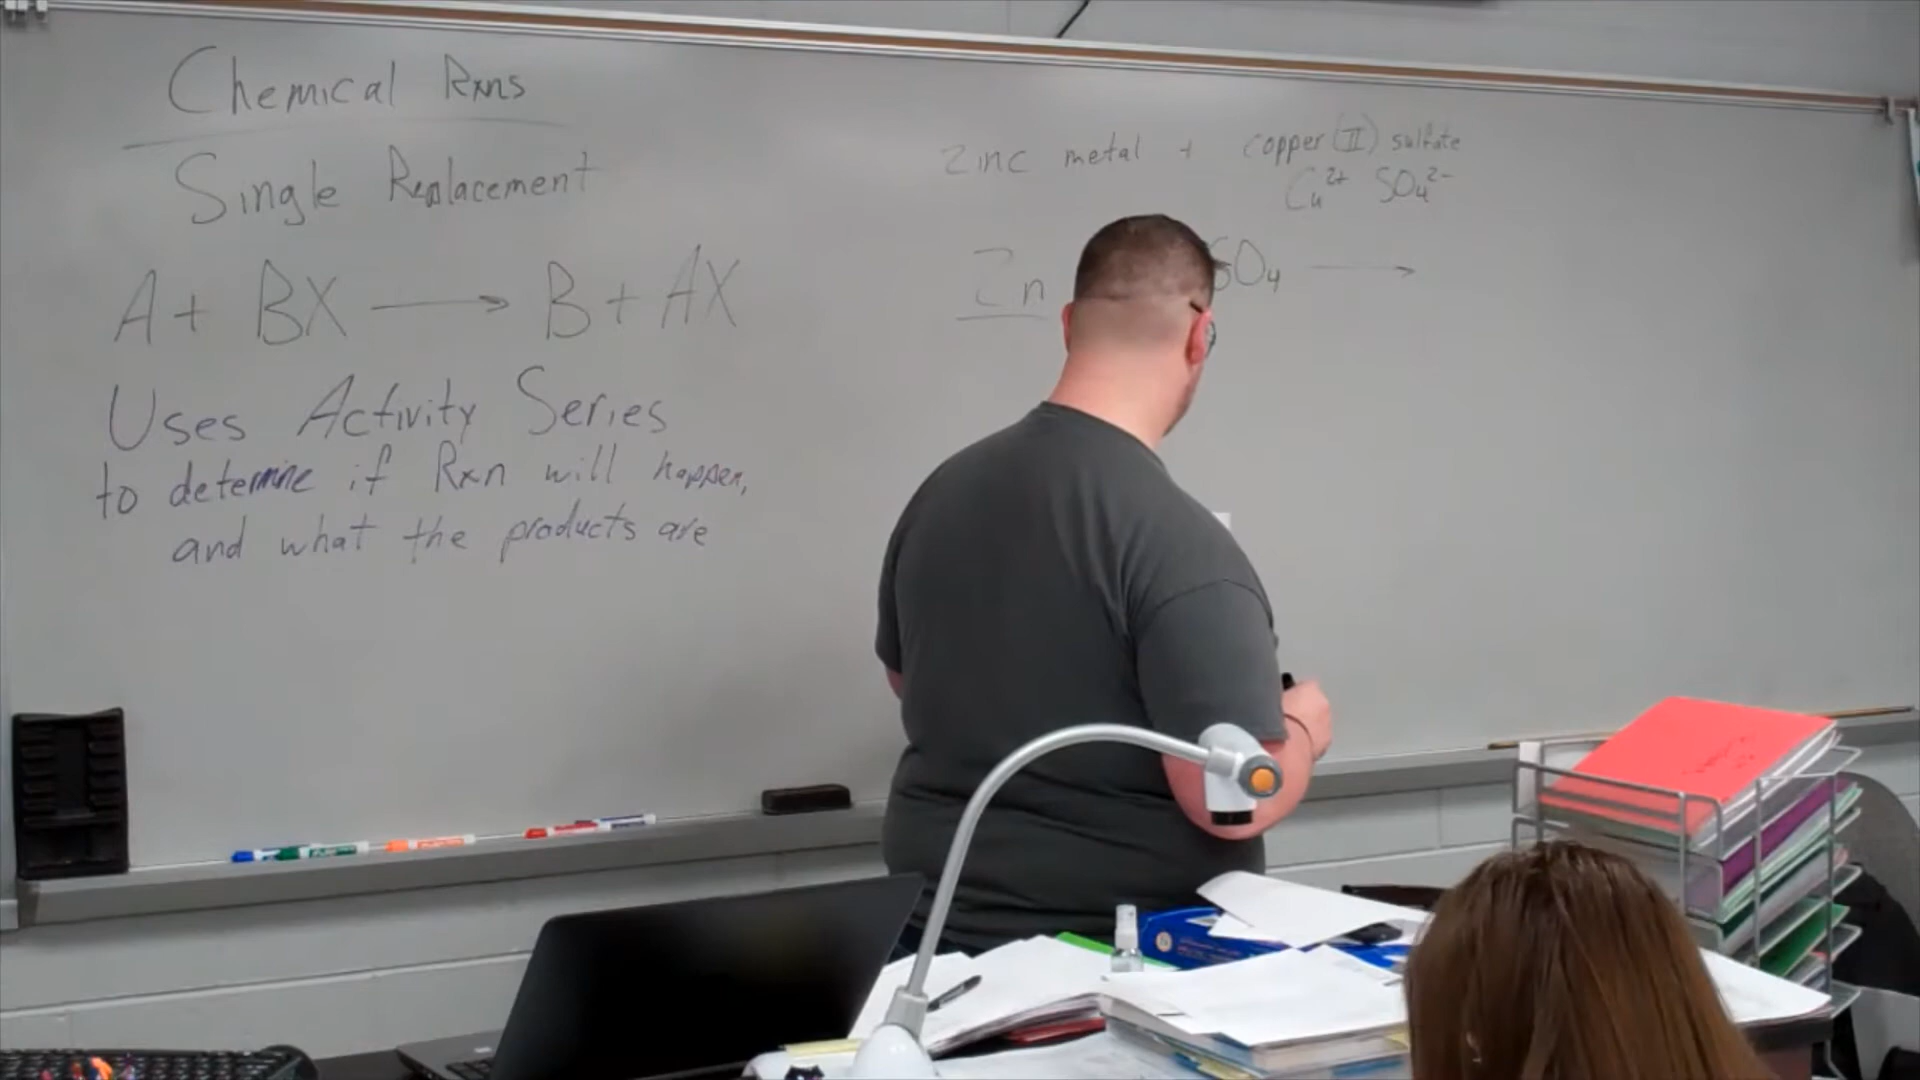 Chemical Rxns
Single Replacement
A + BX ⟶ B + AX
Uses Activity Series
to determine if Rxn will happen,
and what the products are
Zinc metal + copper (II) sulfate
Cu²⁺ SO₄²⁻
Zn SO₄ ⟶